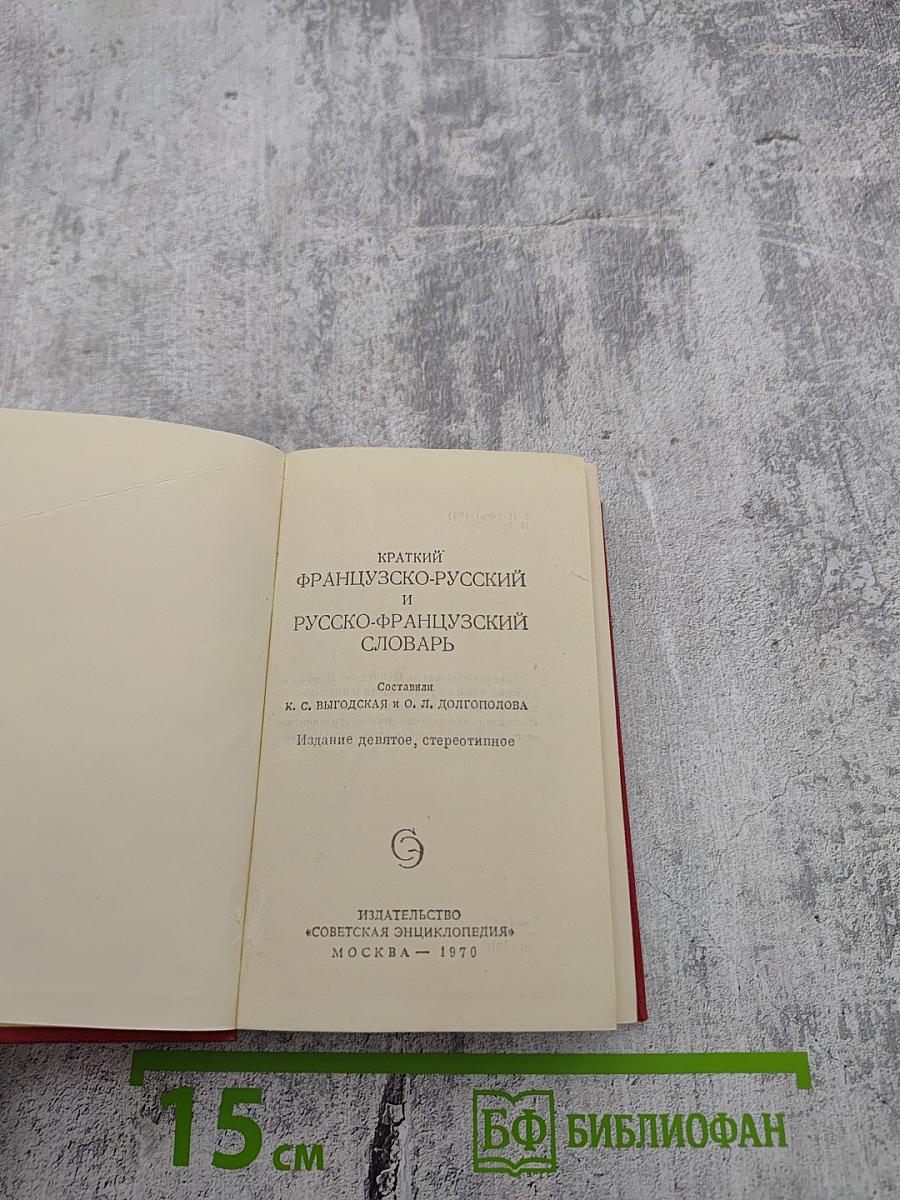 КРАТКИЙ
ФРАНЦУЗСКО-РУССКИЙ
И
РУССКО-ФРАНЦУЗСКИЙ
СЛОВАРЬ
Составили
К. С. ВЫГОДСКАЯ и О. Л. ДОЛГОПОЛОВА
Издание девятое, стереотипное
СЭ
ИЗДАТЕЛЬСТВО
«СОВЕТСКАЯ ЭНЦИКЛОПЕДИЯ»
МОСКВА — 1970
15 см
БФ БИБЛИОФАН